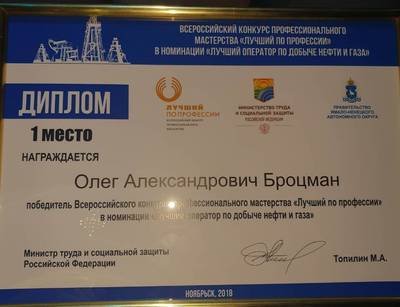 ВСЕРОССИЙСКИЙ КОНКУРС ПРОФЕССИОНАЛЬНОГО
МАСТЕРСТВА «ЛУЧШИЙ ПО ПРОФЕССИИ»
В НОМИНАЦИИ «ЛУЧШИЙ ОПЕРАТОР ПО ДОБЫЧЕ НЕФТИ И ГАЗА»
ДИПЛОМ
1 место
НАГРАЖДАЕТСЯ
ЛУЧШИЙ
ПО ПРОФЕССИИ
МИНИСТЕРСТВО ТРУДА
И СОЦИАЛЬНОЙ ЗАЩИТЫ
РОССИЙСКОЙ ФЕДЕРАЦИИ
ПРАВИТЕЛЬСТВО
ЯМАЛО-НЕНЕЦКОГО
АВТОНОМНОГО ОКРУГА
Олег Александрович Броцман
победитель Всероссийского конкурса профессионального мастерства «Лучший по профессии»
в номинации «Лучший оператор по добыче нефти и газа»
Министр труда и социальной защиты
Российской Федерации
Топилин М.А.
НОЯБРЬСК, 2018